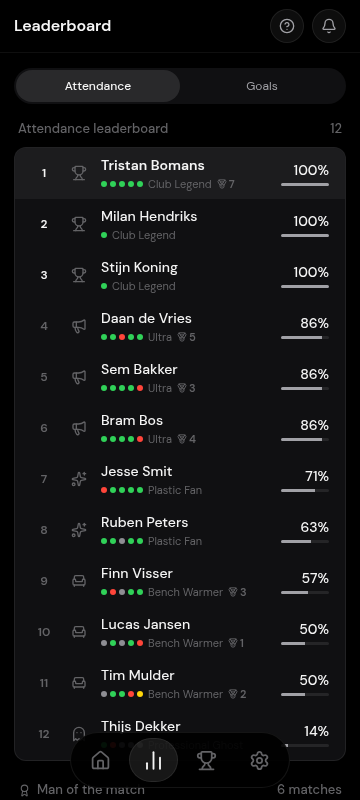 Leaderboard
Attendance Goals
Attendance leaderboard 12
1 Tristan Bomans 100%
Club Legend 7
2 Milan Hendriks 100%
Club Legend
3 Stijn Koning 100%
Club Legend
4 Daan de Vries 86%
Ultra 5
5 Sem Bakker 86%
Ultra 3
6 Bram Bos 86%
Ultra 4
7 Jesse Smit 71%
Plastic Fan
8 Ruben Peters 63%
Plastic Fan
9 Finn Visser 57%
Bench Warmer 3
10 Lucas Jansen 50%
Bench Warmer 1
11 Tim Mulder 50%
Bench Warmer 2
12 Thijs Dekker 14%
Man of the match 6 matches